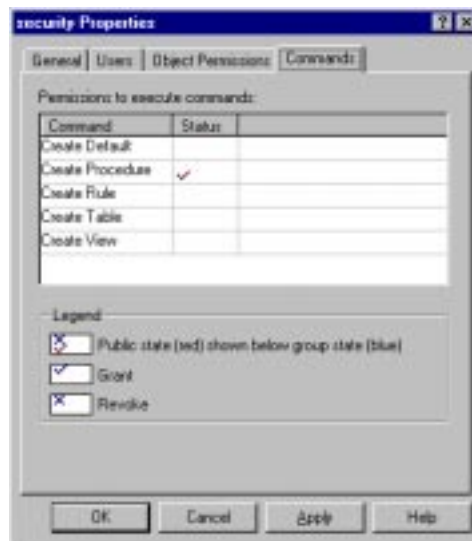 security Properties
General Users Object Permissions Commands
Permissions to execute commands:
Command Status
Create Default
Create Procedure
Create Rule
Create Table
Create View
Legend
Public state (red) shown below group state (blue)
Grant
Revoke
OK Cancel Apply Help